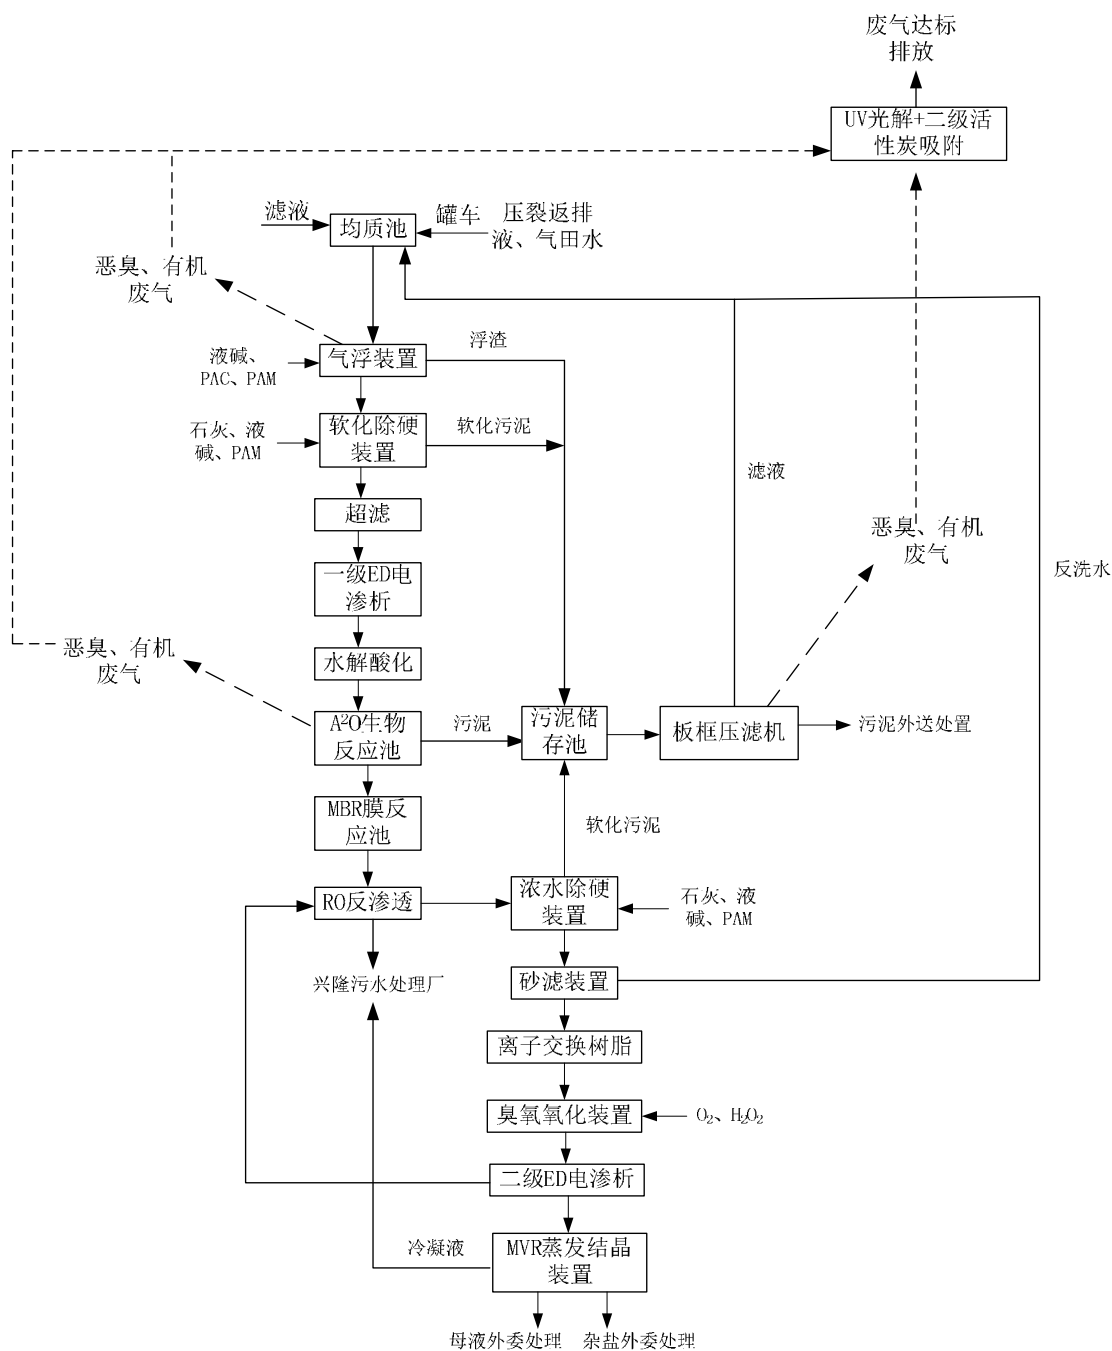 废气达标
排放
UV光解+二级活
性炭吸附
滤液
均质池
罐车
压裂返排
液、气田水
恶臭、有机
废气
浮渣
液碱、
PAC、PAM
气浮装置
石灰、液
碱、PAM
软化除硬
装置
软化污泥
滤液
超滤
恶臭、有机
废气
反洗水
一级ED电
渗析
恶臭、有机
废气
水解酸化
A²O生物
反应池
污泥
污泥储
存池
板框压滤机
污泥外送处置
MBR膜反
应池
软化污泥
RO反渗透
浓水除硬
装置
石灰、液
碱、PAM
兴隆污水处理厂
砂滤装置
离子交换树脂
臭氧氧化装置
O₂、H₂O₂
二级ED电渗析
冷凝液
MVR蒸发结晶
装置
母液外委处理
杂盐外委处理